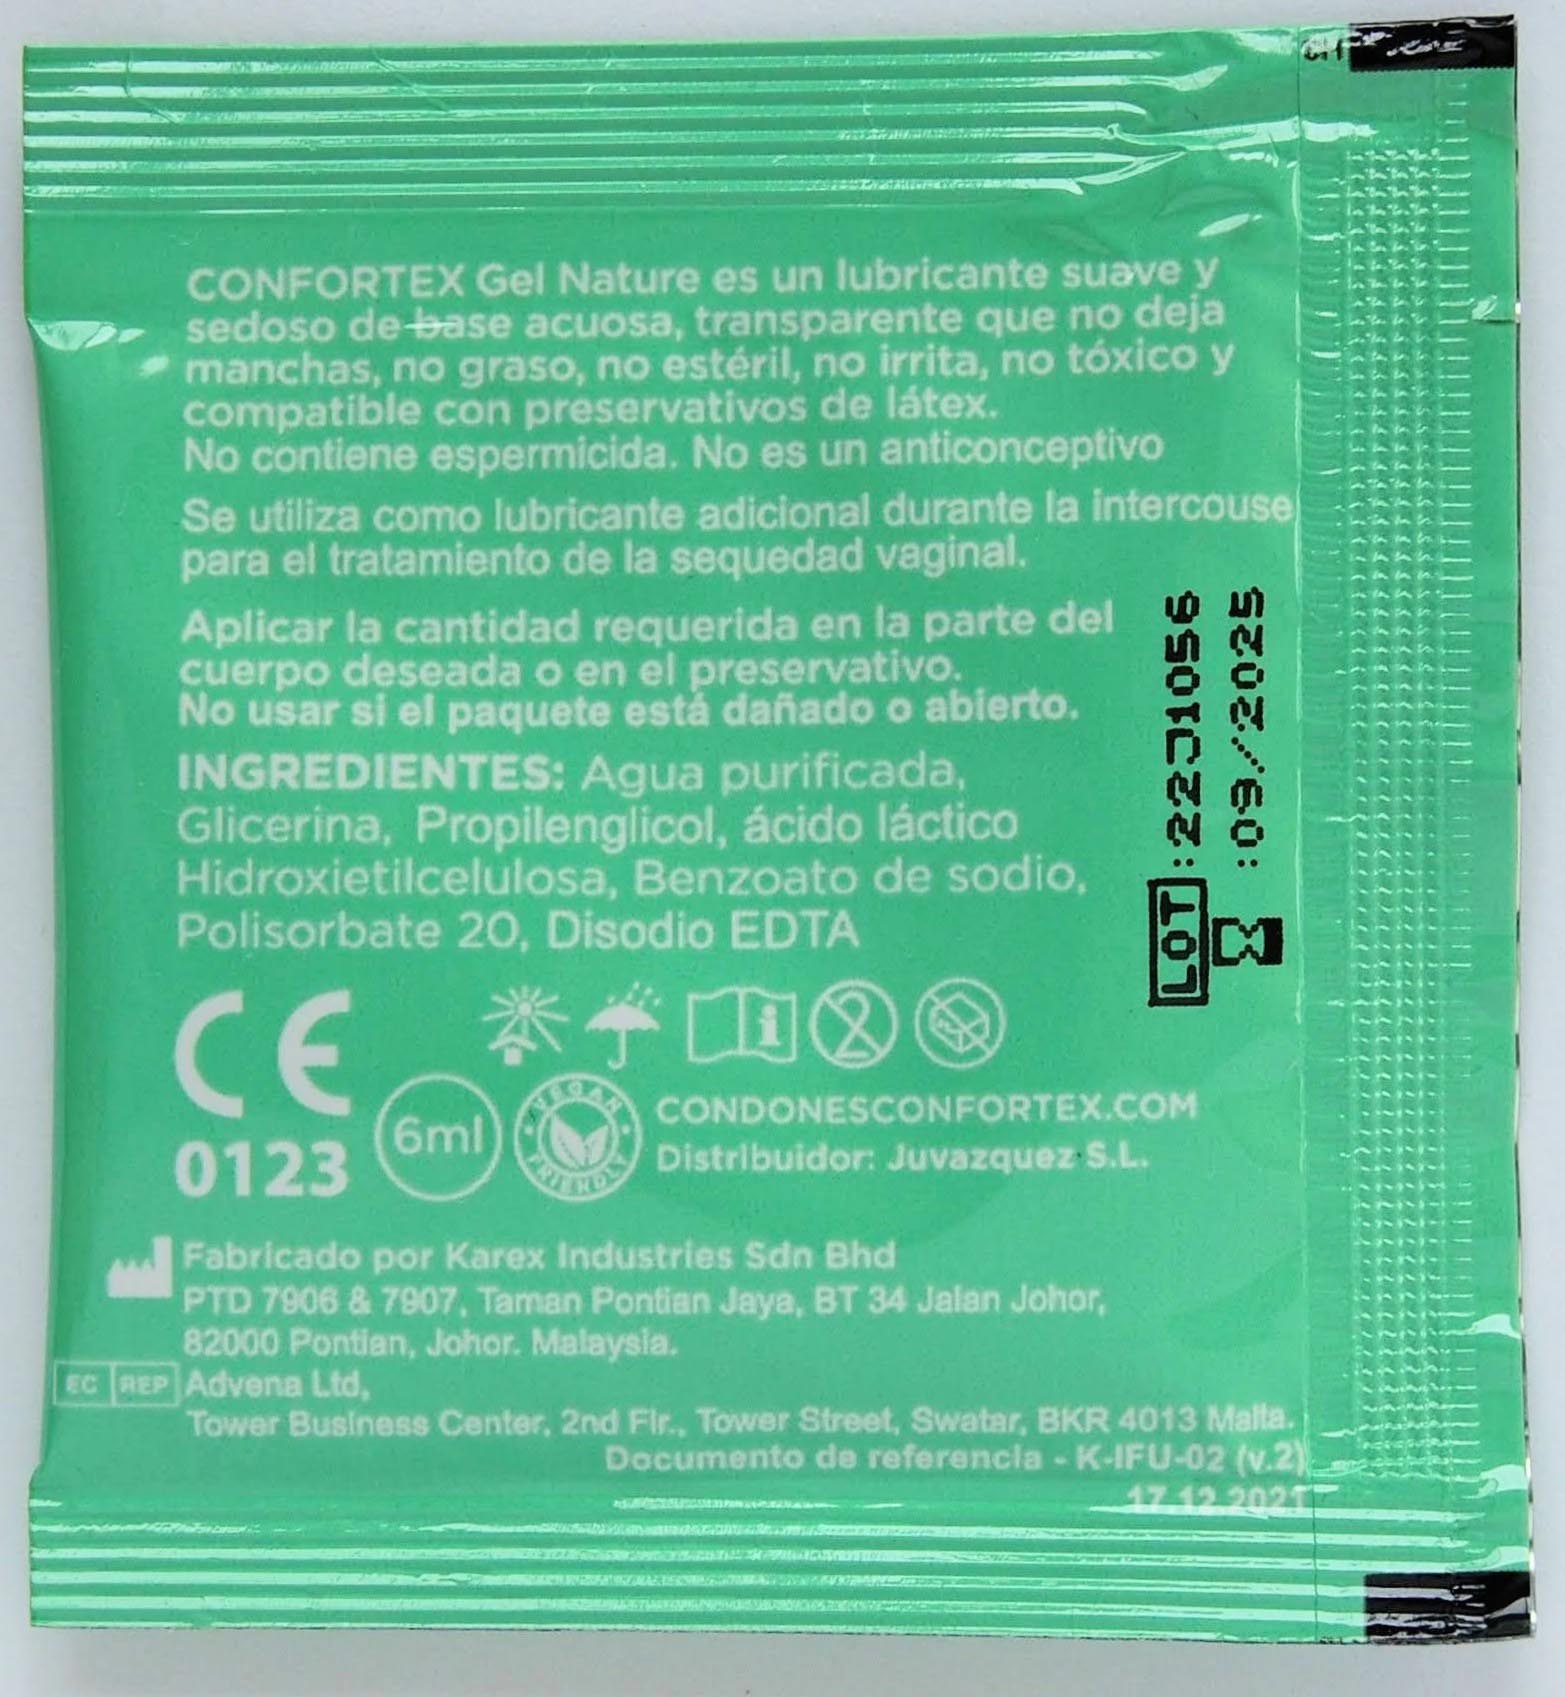 CONFORTEX Gel Nature es un lubricante suave y
sedoso de base acuosa, transparente que no deja
manchas, no graso, no estéril, no irrita, no tóxico y
compatible con preservativos de látex.
No contiene espermicida. No es un anticonceptivo
Se utiliza como lubricante adicional durante la intercouse
para el tratamiento de la sequedad vaginal.
Aplicar la cantidad requerida en la parte del
cuerpo deseada o en el preservativo.
No usar si el paquete está dañado o abierto.
INGREDIENTES: Agua purificada,
Glicerina, Propilenglicol, ácido láctico
Hidroxietilcelulosa, Benzoato de sodio,
Polisorbate 20, Disodio EDTA
LOT :22J1056
:09/2025
CE
0123
6ml
VEGAN FRIENDLY
CONDONESCONFORTEX.COM
Distribuidor: Juvazquez S.L.
Fabricado por Karex Industries Sdn Bhd
PTD 7906 & 7907, Taman Pontian Jaya, BT 34 Jalan Johor,
82000 Pontian, Johor. Malaysia.
EC REP Advena Ltd,
Tower Business Center, 2nd Flr., Tower Street, Swatar, BKR 4013 Malta.
Documento de referencia - K-IFU-02 (v.2)
17.12.2021